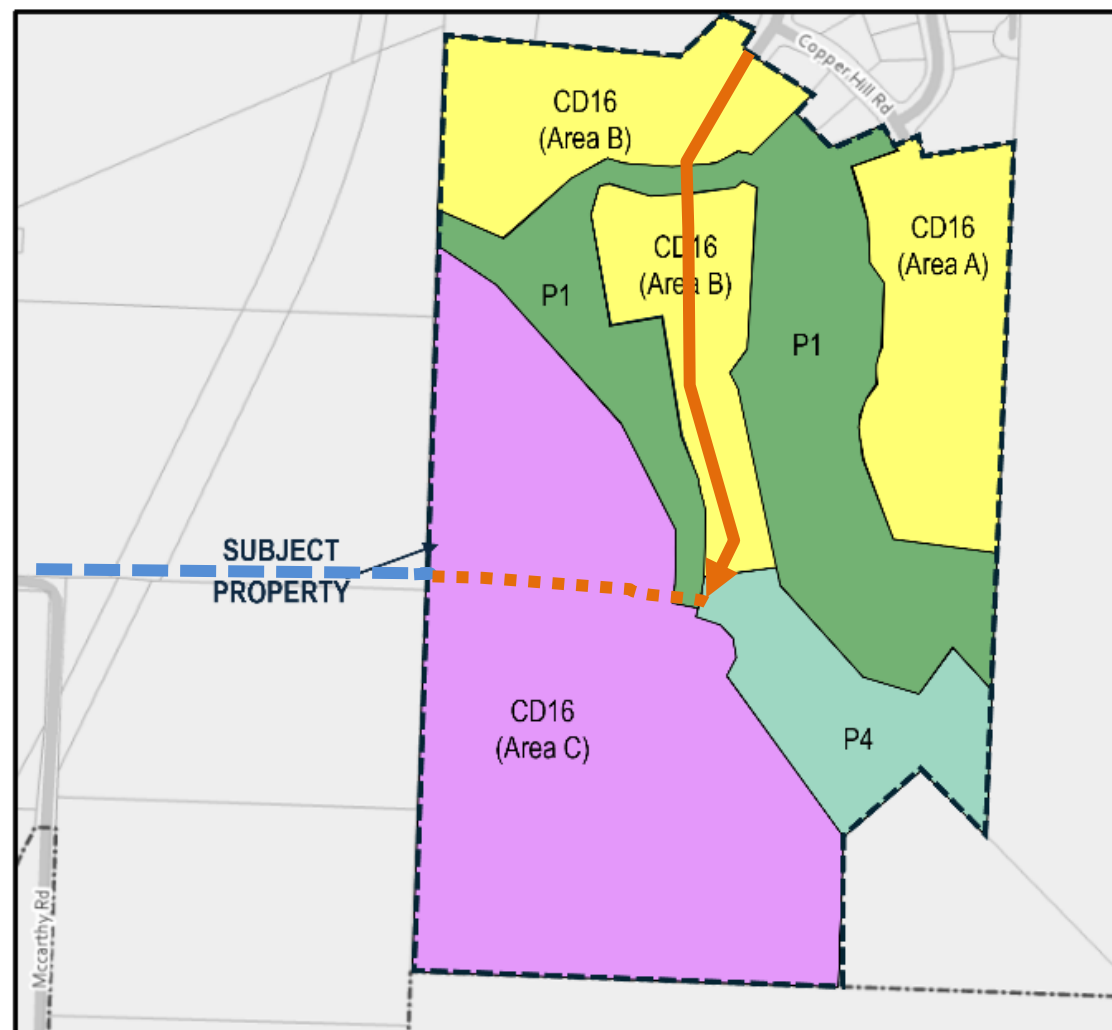 Copper Hill Rd
CD16
(Area B)
CD16
(Area A)
CD16
(Area B)
P1
P1
SUBJECT
PROPERTY
CD16
(Area C)
P4
Mccarthy Rd